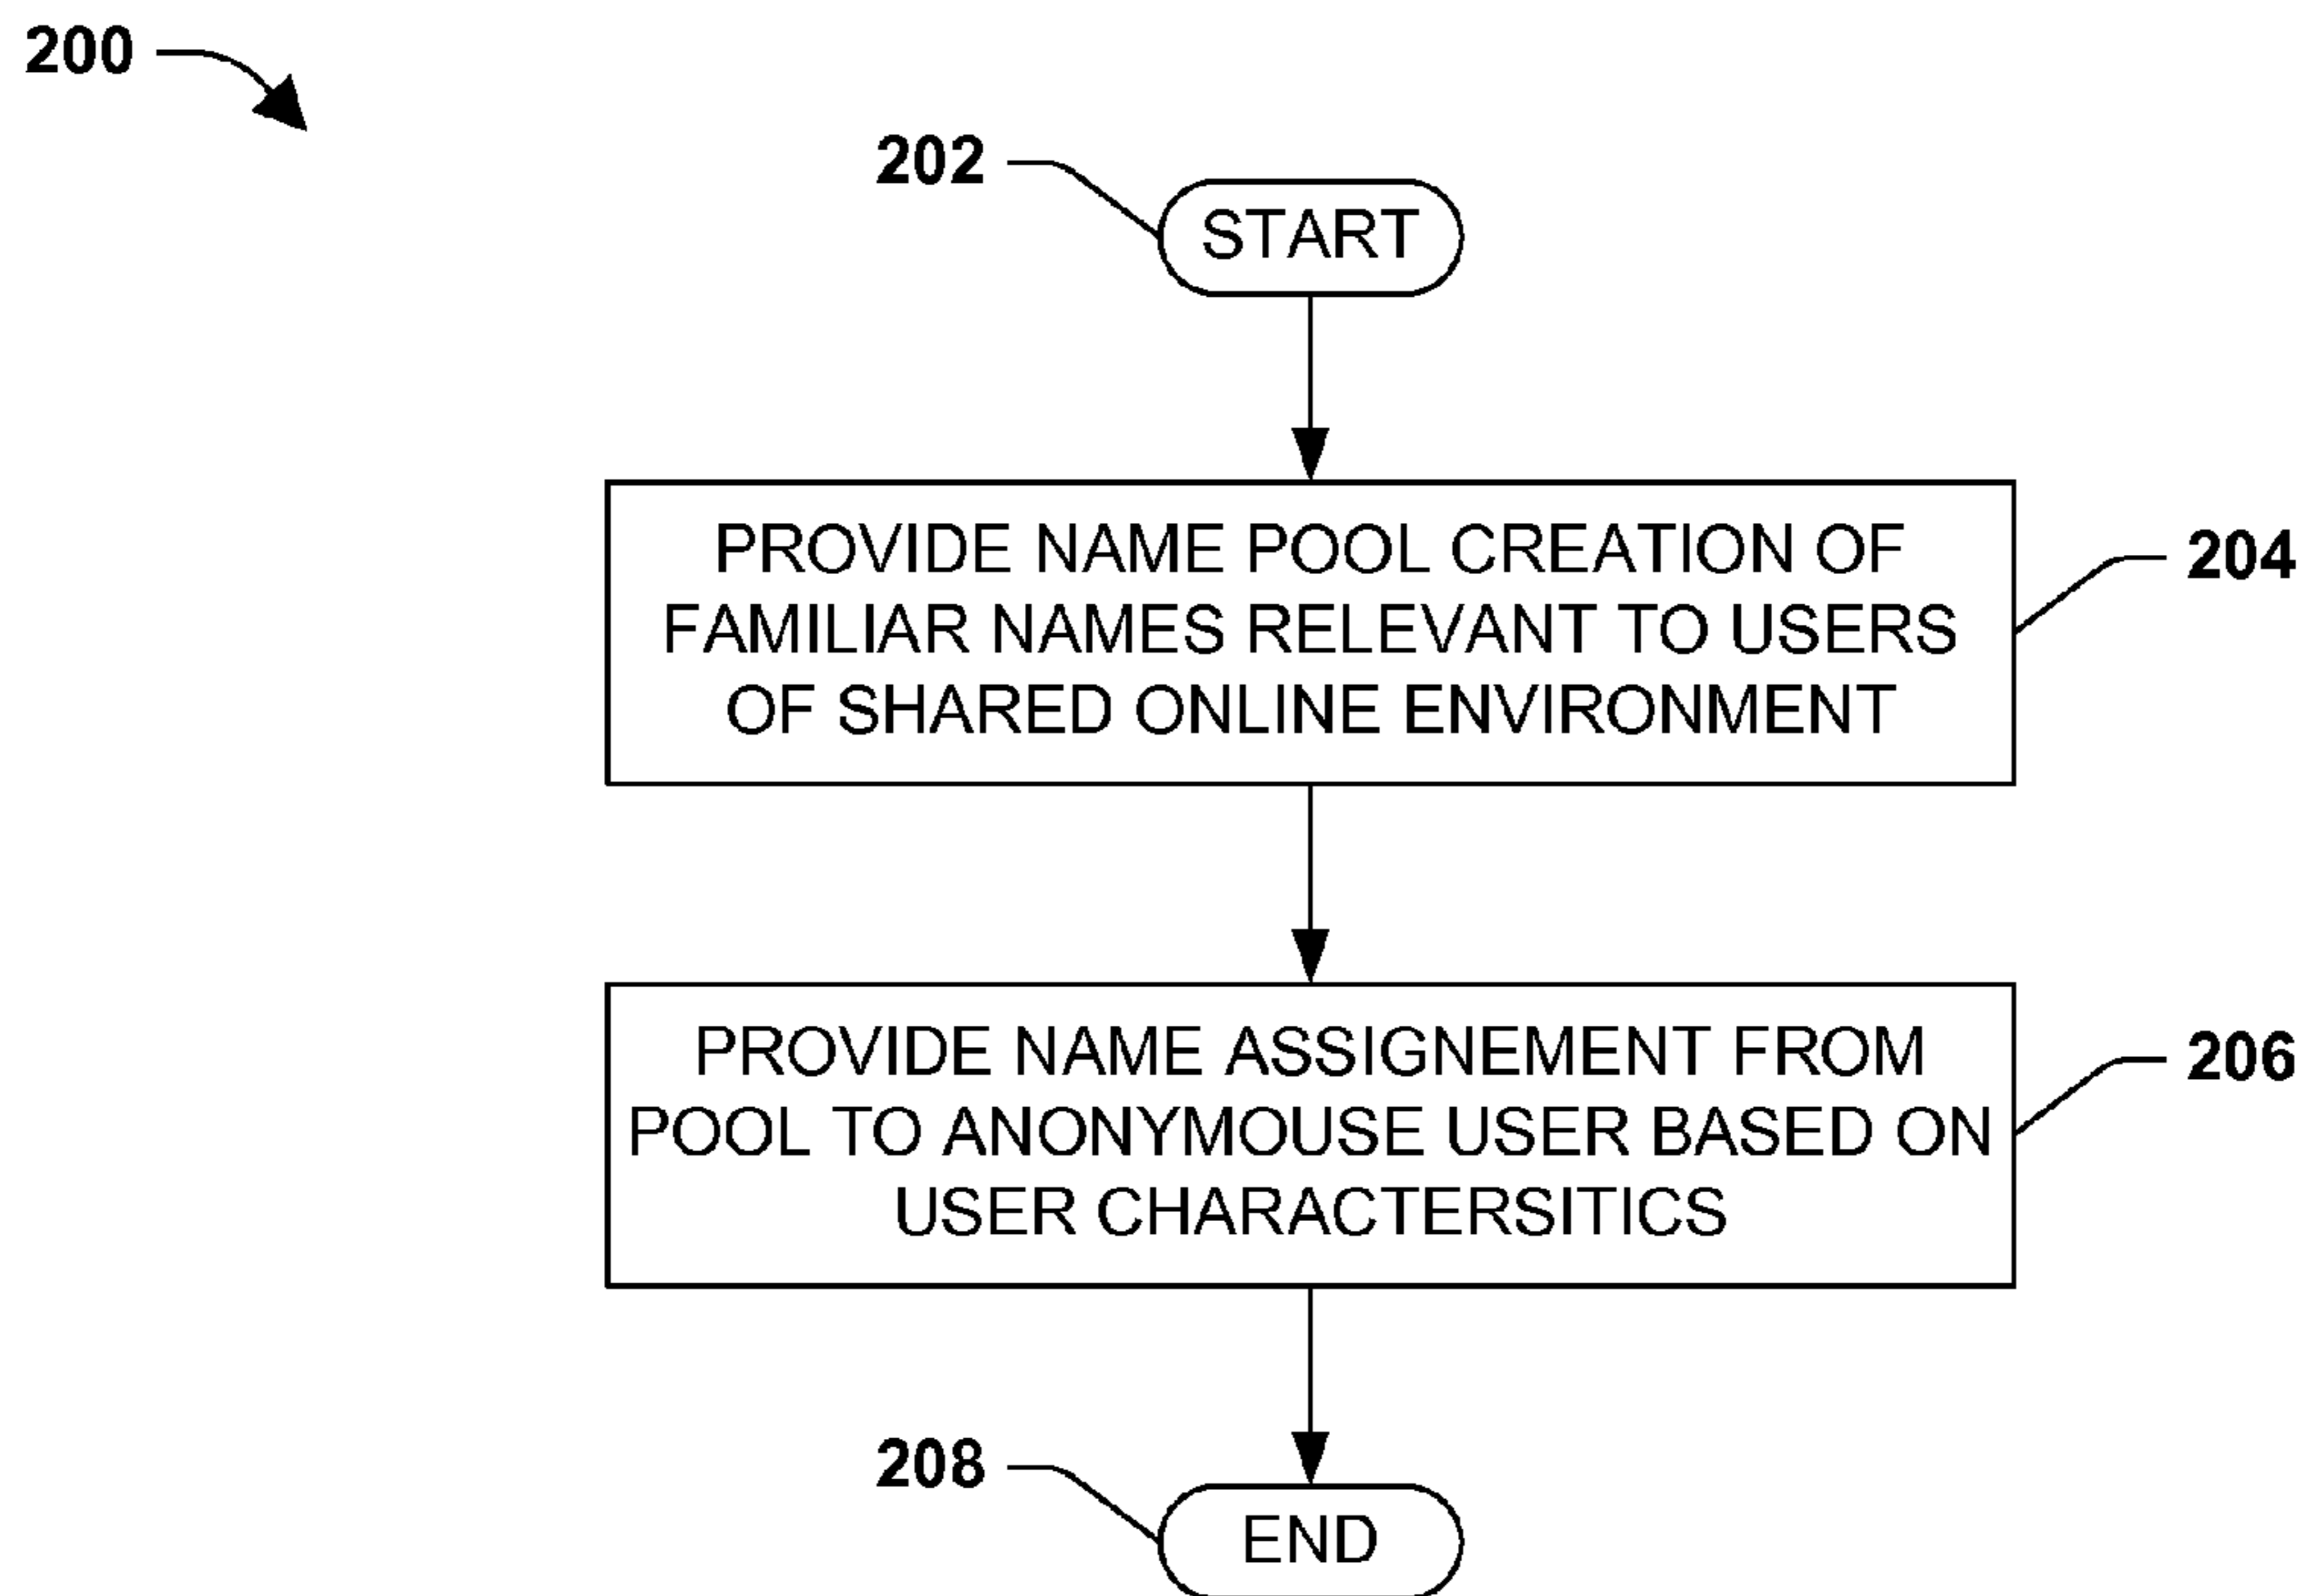 200
202
START
PROVIDE NAME POOL CREATION OF
FAMILIAR NAMES RELEVANT TO USERS
OF SHARED ONLINE ENVIRONMENT
204
PROVIDE NAME ASSIGNEMENT FROM
POOL TO ANONYMOUSE USER BASED ON
USER CHARACTERSITICS
206
208
END